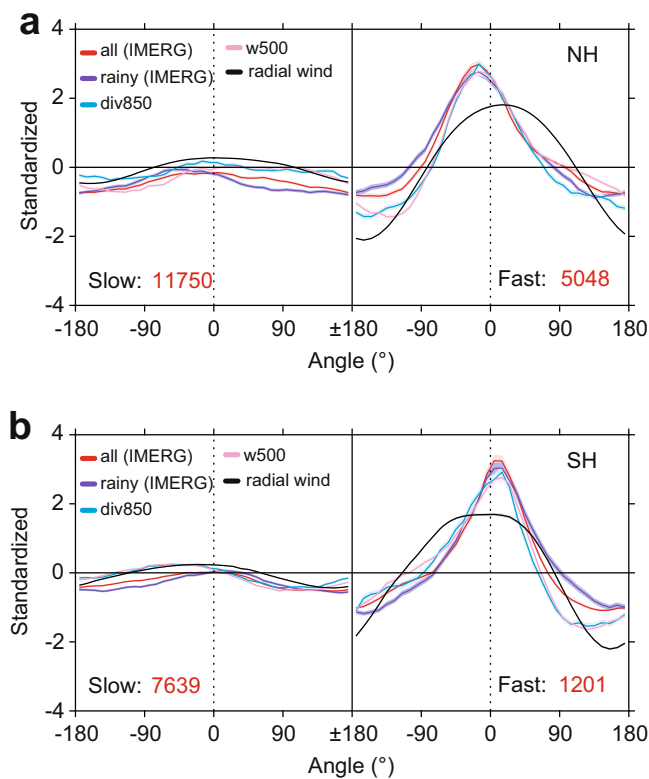 a
4
2
0
-2
-4
Standardized
all (IMERG)
rainy (IMERG)
div850
w500
radial wind
NH
Slow: 11750
Fast: 5048
-180 -90 0 90 ±180 -90 0 90 180
Angle (°) Angle (°)
b
4
2
0
-2
-4
Standardized
all (IMERG)
rainy (IMERG)
div850
w500
radial wind
SH
Slow: 7639
Fast: 1201
-180 -90 0 90 ±180 -90 0 90 180
Angle (°) Angle (°)